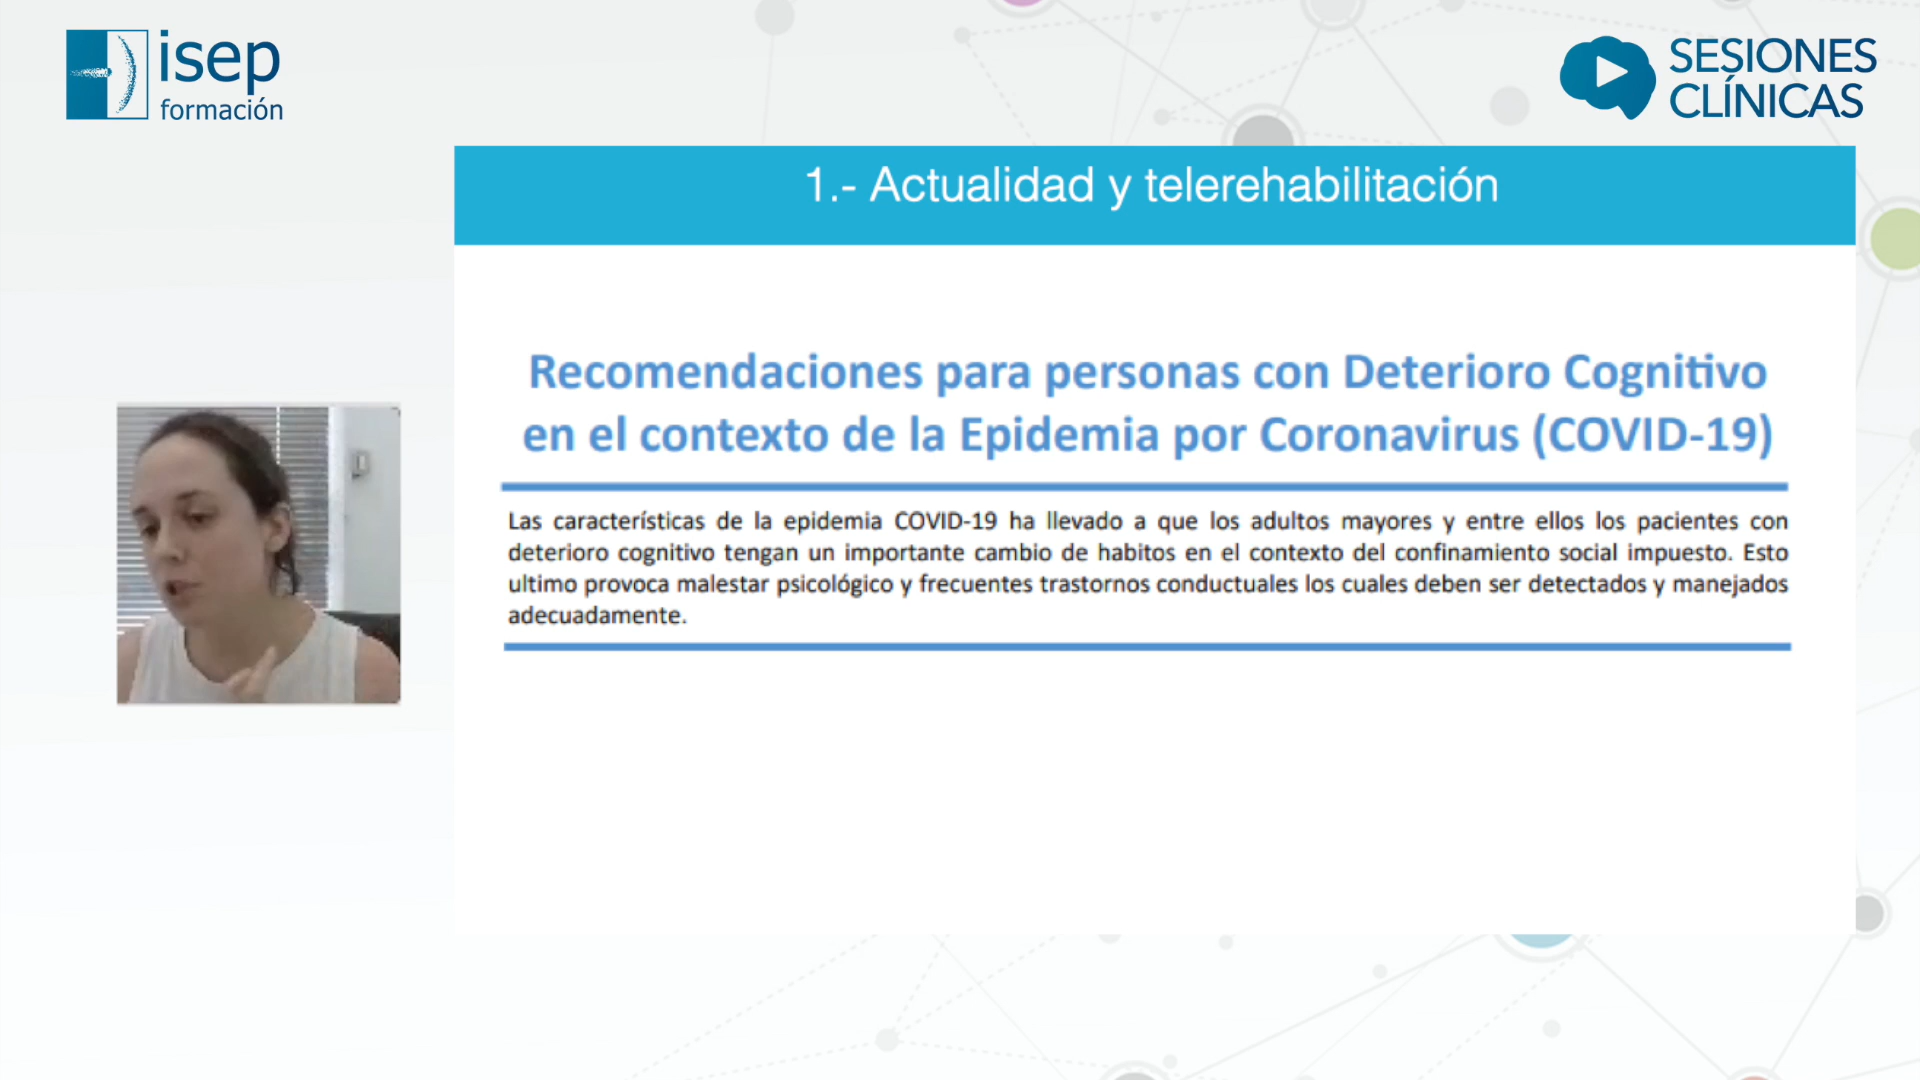 isep
formación
SESIONES
CLÍNICAS
1.- Actualidad y telerehabilitación
Recomendaciones para personas con Deterioro Cognitivo
en el contexto de la Epidemia por Coronavirus (COVID-19)
Las características de la epidemia COVID-19 ha llevado a que los adultos mayores y entre ellos los pacientes con
deterioro cognitivo tengan un importante cambio de habitos en el contexto del confinamiento social impuesto. Esto
ultimo provoca malestar psicológico y frecuentes trastornos conductuales los cuales deben ser detectados y manejados
adecuadamente.